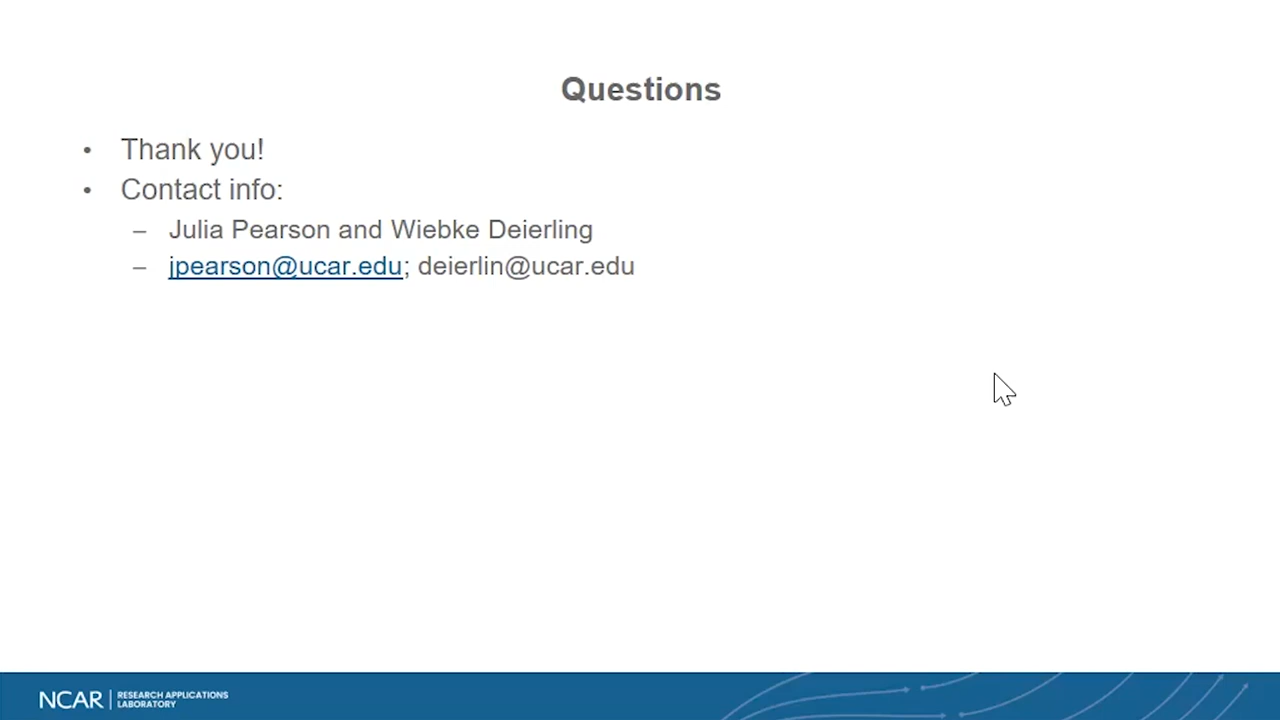 Questions
• Thank you!
• Contact info:
– Julia Pearson and Wiebke Deierling
– jpearson@ucar.edu; deierlin@ucar.edu
NCAR | RESEARCH APPLICATIONS
LABORATORY